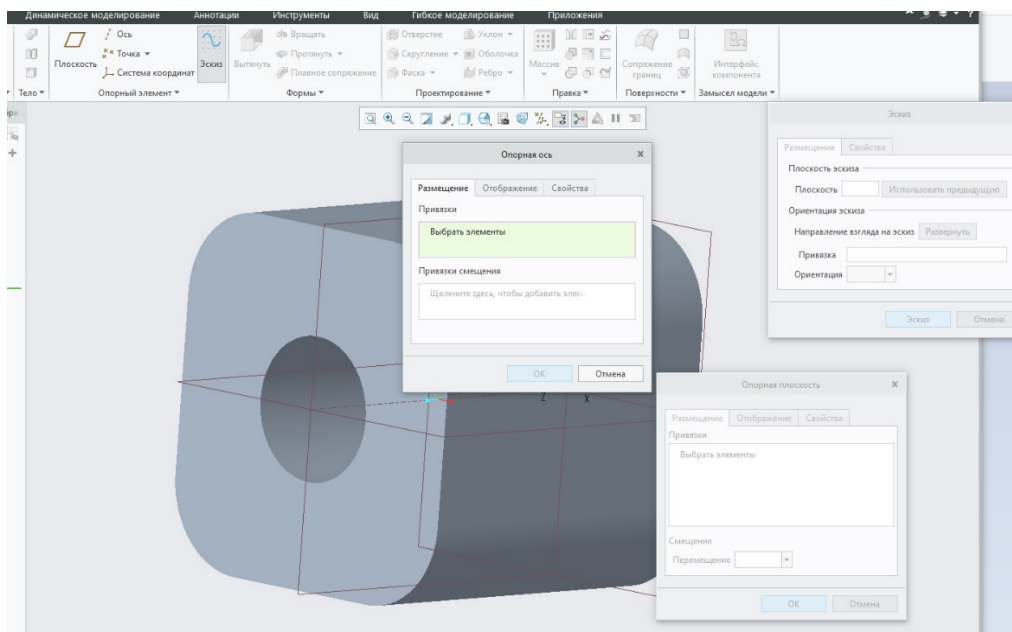 Динамическое моделирование Аннотации Инструменты Вид Гибкое моделирование Приложения
Ось
Точка
Система координат
Плоскость
Эскиз
Вытянуть
Вращать
Протянуть
Плавное сопряжение
Отверстие Уклон
Скругление Оболочка
Фаска Ребро
Массив
Сопряжение границ
Интерфейс компонента
Тело Опорный элемент Формы Проектирование Правка Поверхности Замысел модели
Опорная ось
Размещение Отображение Свойства
Привязки
Выбрать элементы
Привязки смещения
Щелкните здесь, чтобы добавить элем
OK Отмена
Z X
Эскиз
Размещение Свойства
Плоскость эскиза
Плоскость Использовать предыдущую
Ориентация эскиза
Направление взгляда на эскиз Развернуть
Привязка
Ориентация
Эскиз Отмена
Опорная плоскость
Размещение Отображение Свойства
Привязки
Выбрать элементы
Смещение
Перемещение
OK Отмена